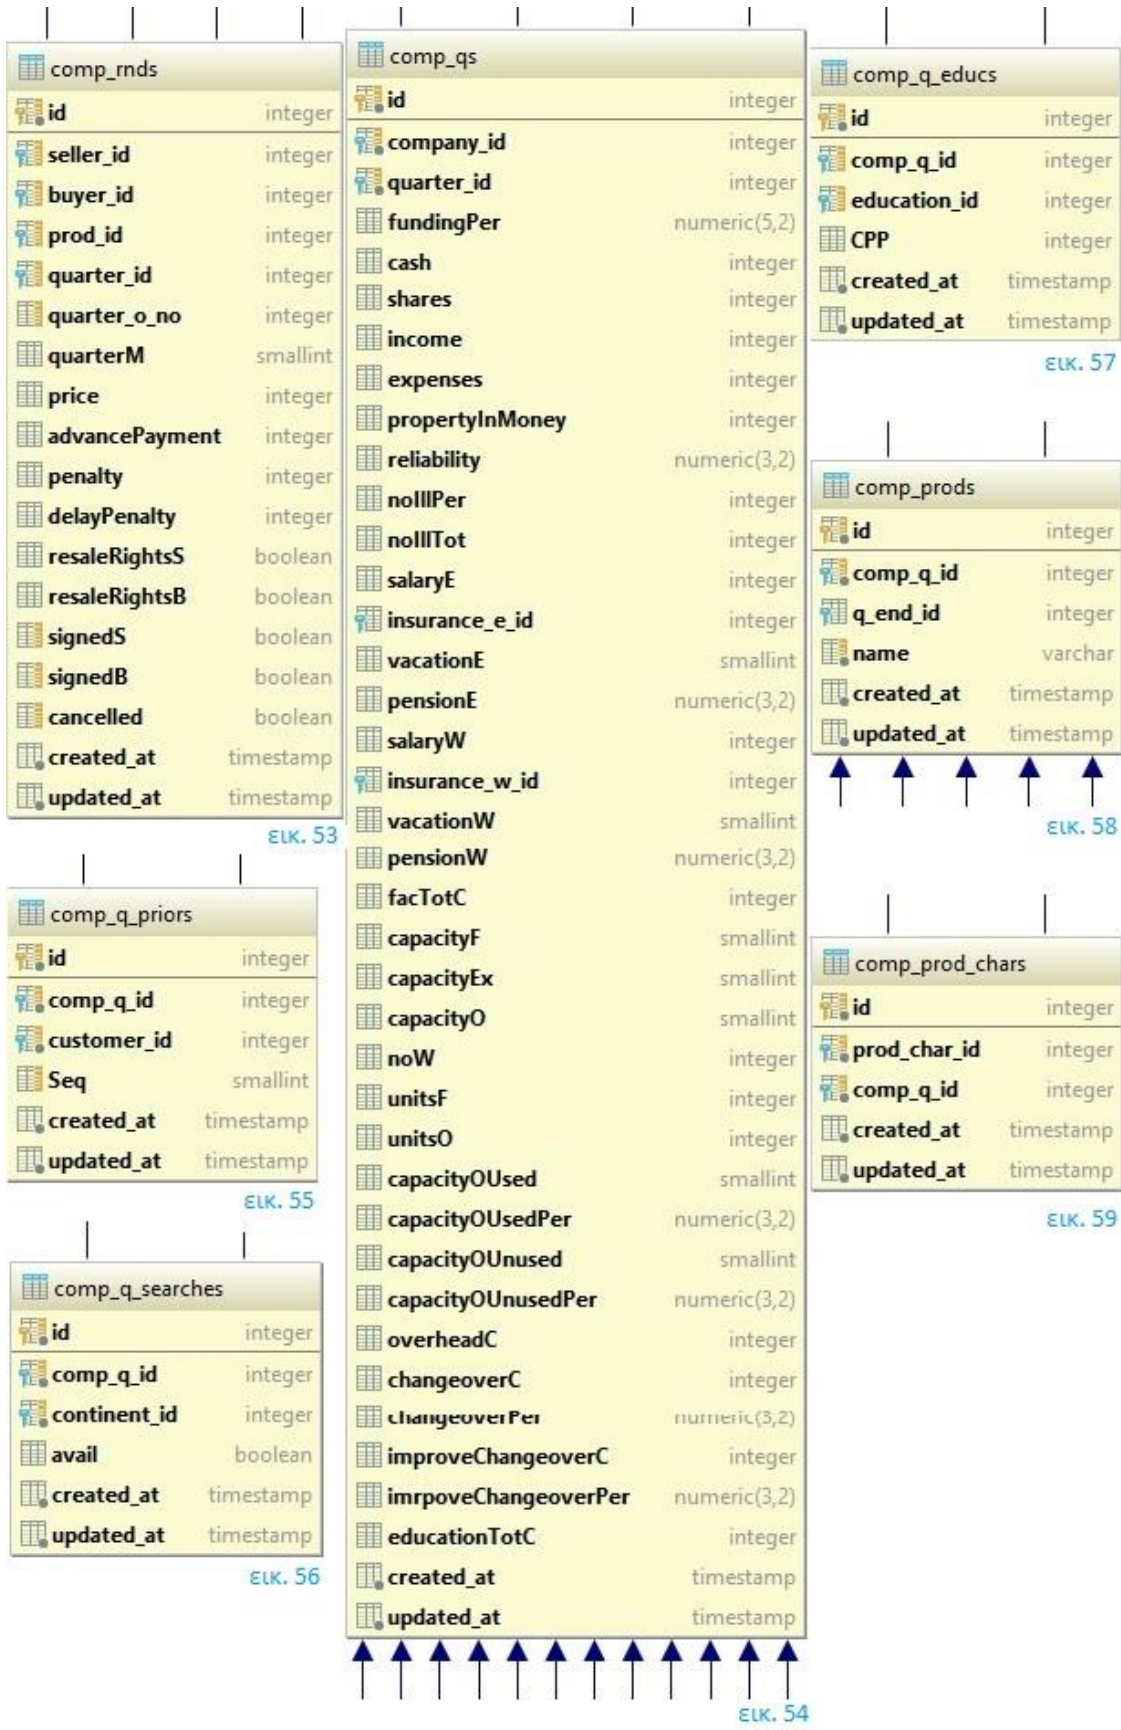 comp_rnds
id integer
seller_id integer
buyer_id integer
prod_id integer
quarter_id integer
quarter_o_no integer
quarterM smallint
price integer
advancePayment integer
penalty integer
delayPenalty integer
resaleRightsS boolean
resaleRightsB boolean
signedS boolean
signedB boolean
cancelled boolean
created_at timestamp
updated_at timestamp
εικ. 53
comp_q_priors
id integer
comp_q_id integer
customer_id integer
Seq smallint
created_at timestamp
updated_at timestamp
εικ. 55
comp_q_searches
id integer
comp_q_id integer
continent_id integer
avail boolean
created_at timestamp
updated_at timestamp
εικ. 56
comp_qs
id integer
company_id integer
quarter_id integer
fundingPer numeric(5,2)
cash integer
shares integer
income integer
expenses integer
propertyInMoney integer
reliability numeric(3,2)
noIllPer integer
noIllTot integer
salaryE integer
insurance_e_id integer
vacationE smallint
pensionE numeric(3,2)
salaryW integer
insurance_w_id integer
vacationW smallint
pensionW numeric(3,2)
facTotC integer
capacityF smallint
capacityEx smallint
capacityO smallint
noW integer
unitsF integer
unitsO integer
capacityOUsed smallint
capacityOUsedPer numeric(3,2)
capacityOUnused smallint
capacityOUnusedPer numeric(3,2)
overheadC integer
changeoverC integer
changeoverPer numeric(3,2)
improveChangeoverC integer
imrpoveChangeoverPer numeric(3,2)
educationTotC integer
created_at timestamp
updated_at timestamp
εικ. 54
comp_q_educs
id integer
comp_q_id integer
education_id integer
CPP integer
created_at timestamp
updated_at timestamp
εικ. 57
comp_prods
id integer
comp_q_id integer
q_end_id integer
name varchar
created_at timestamp
updated_at timestamp
εικ. 58
comp_prod_chars
id integer
prod_char_id integer
comp_q_id integer
created_at timestamp
updated_at timestamp
εικ. 59